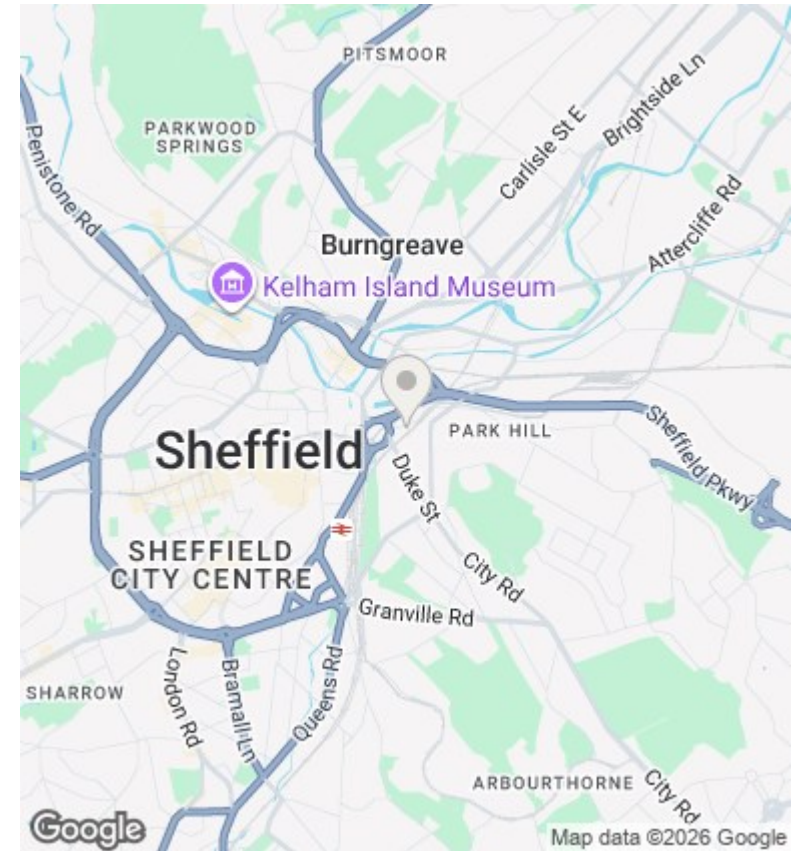 PITSMOOR
PARKWOOD
SPRINGS
Carlisle St E
Brightside Ln
Penistone Rd
Attercliffe Rd
Burngreave
Kelham Island Museum
Sheffield
PARK HILL
Sheffield Pkwy
Duke St
SHEFFIELD
CITY CENTRE
City Rd
Granville Rd
SHARROW
London Rd
Bramall Ln
Queens Rd
ARBOURTHORNE
City Rd
Google
Map data ©2026 Google